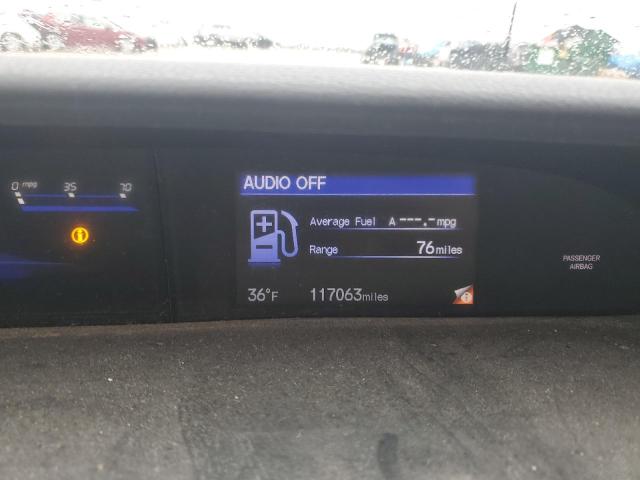 0 mpg 35 70
AUDIO OFF
Average Fuel A ---.- mpg
Range 76 miles
36°F 117063 miles
PASSENGER
AIRBAG